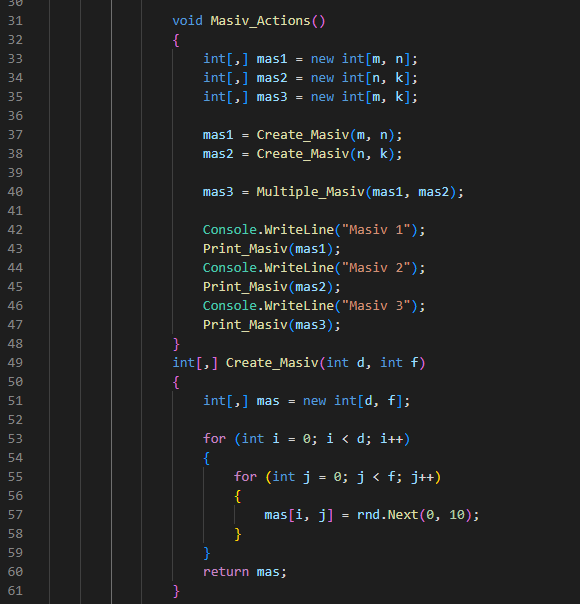 30
31 void Masiv_Actions()
32 {
33 int[,] mas1 = new int[m, n];
34 int[,] mas2 = new int[n, k];
35 int[,] mas3 = new int[m, k];
36
37 mas1 = Create_Masiv(m, n);
38 mas2 = Create_Masiv(n, k);
39
40 mas3 = Multiple_Masiv(mas1, mas2);
41
42 Console.WriteLine("Masiv 1");
43 Print_Masiv(mas1);
44 Console.WriteLine("Masiv 2");
45 Print_Masiv(mas2);
46 Console.WriteLine("Masiv 3");
47 Print_Masiv(mas3);
48 }
49 int[,] Create_Masiv(int d, int f)
50 {
51 int[,] mas = new int[d, f];
52
53 for (int i = 0; i < d; i++)
54 {
55 for (int j = 0; j < f; j++)
56 {
57 mas[i, j] = rnd.Next(0, 10);
58 }
59 }
60 return mas;
61 }